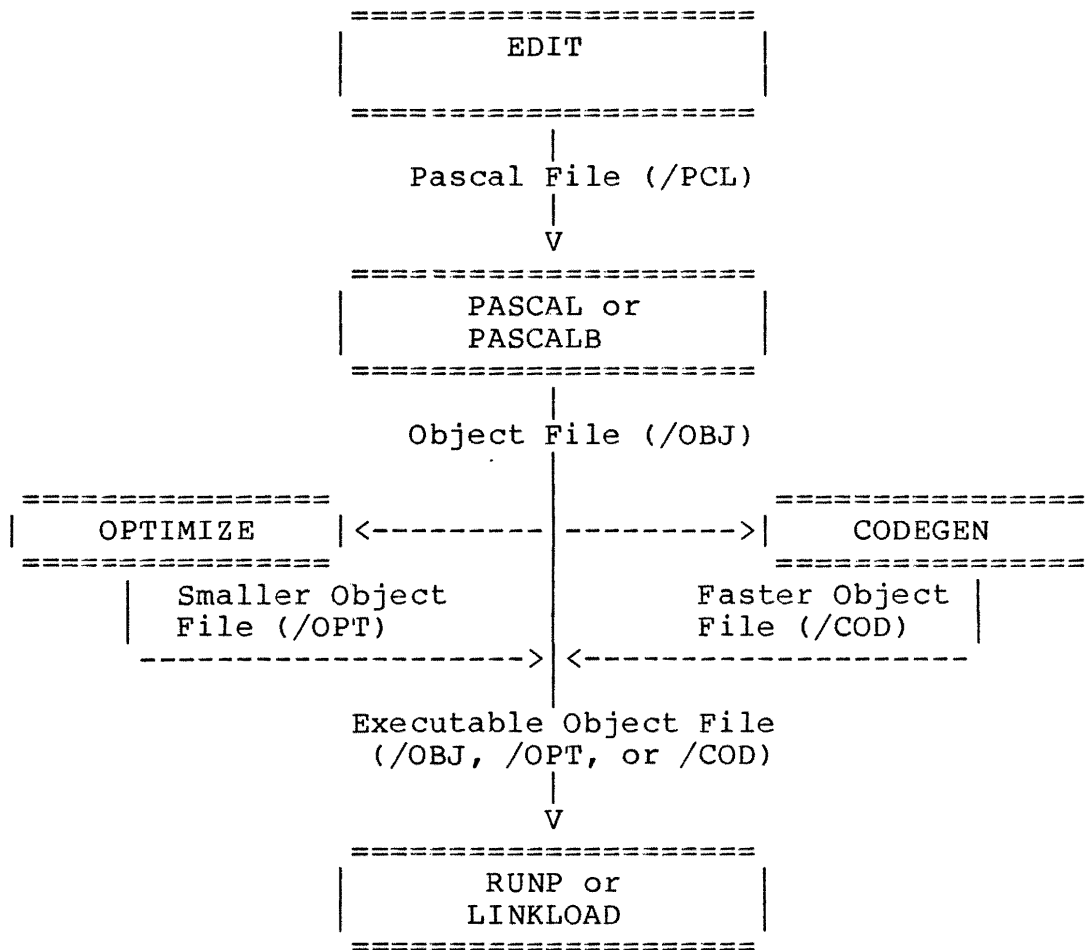 EDIT
Pascal File (/PCL)
V
PASCAL or
PASCALB
Object File (/OBJ)
OPTIMIZE
CODEGEN
Smaller Object
File (/OPT)
Faster Object
File (/COD)
Executable Object File
(/OBJ, /OPT, or /COD)
V
RUNP or
LINKLOAD